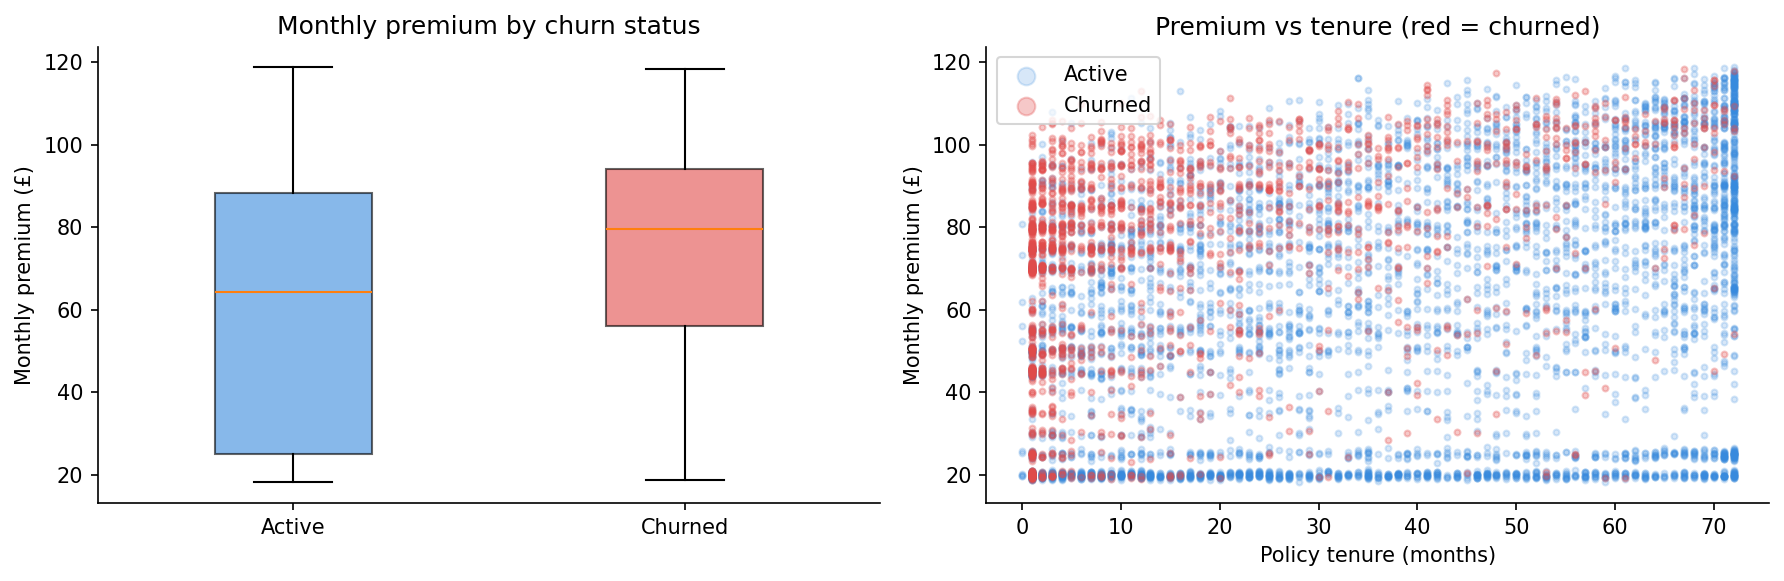 Monthly premium by churn status
Monthly premium (£)
120
100
80
60
40
20
Active
Churned
Premium vs tenure (red = churned)
Active
Churned
Monthly premium (£)
120
100
80
60
40
20
0
10
20
30
40
50
60
70
Policy tenure (months)